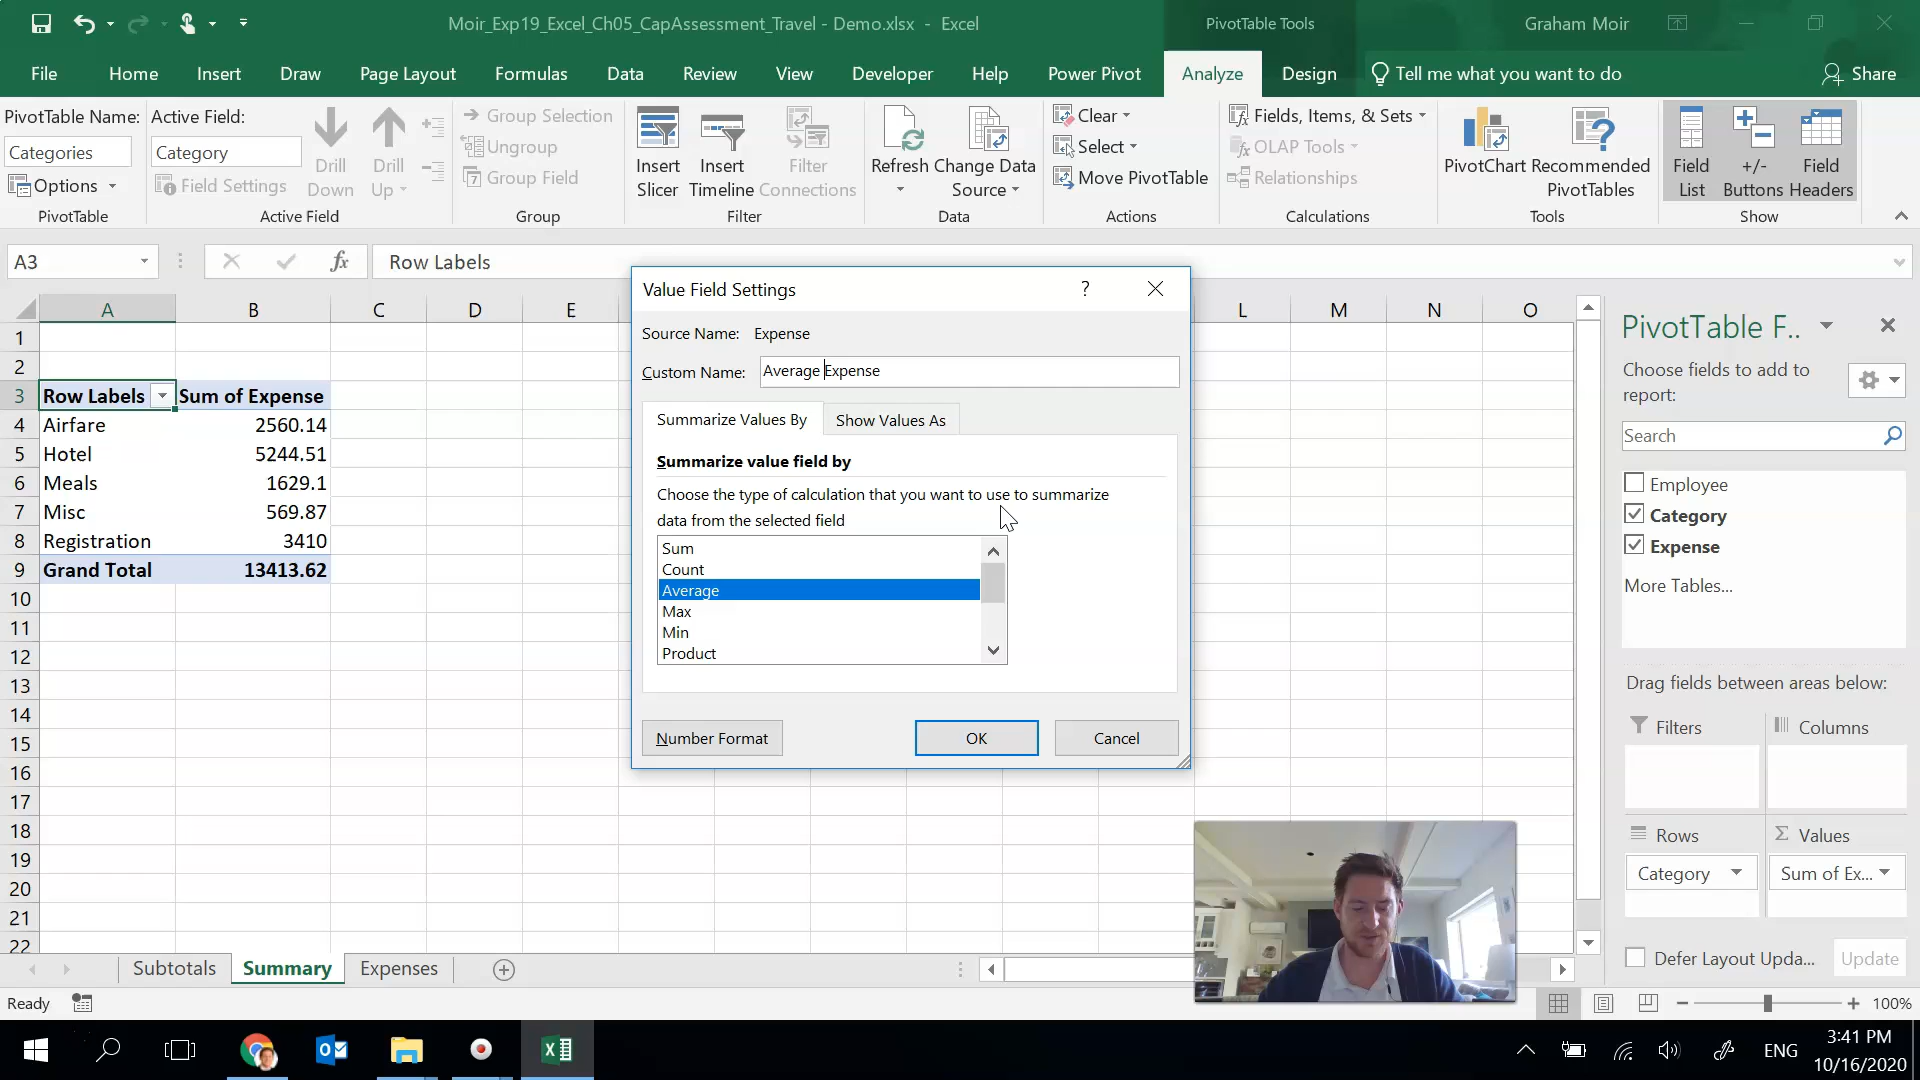 Moir_Exp19_Excel_Ch05_CapAssessment_Travel - Demo.xlsx - Excel
PivotTable Tools
Graham Moir
File Home Insert Draw Page Layout Formulas Data Review View Developer Help Power Pivot Analyze Design Tell me what you want to do Share
PivotTable Name:
Categories
Options
PivotTable
Active Field:
Category
Field Settings
Drill Down
Drill Up
Active Field
Group Selection
Ungroup
Group Field
Group
Insert Slicer
Insert Timeline
Filter Connections
Filter
Refresh
Change Data Source
Data
Clear
Select
Move PivotTable
Actions
Fields, Items, & Sets
OLAP Tools
Relationships
Calculations
PivotChart
Recommended PivotTables
Tools
Field List
+/- Buttons
Field Headers
Show
A3
fx
Row Labels
A B C D E L M N O
1
2
3 Row Labels Sum of Expense
4 Airfare 2560.14
5 Hotel 5244.51
6 Meals 1629.1
7 Misc 569.87
8 Registration 3410
9 Grand Total 13413.62
10
11
12
13
14
15
16
17
18
19
20
21
22
Value Field Settings ?
Source Name: Expense
Custom Name: Average Expense
Summarize Values By Show Values As
Summarize value field by
Choose the type of calculation that you want to use to summarize
data from the selected field
Sum
Count
Average
Max
Min
Product
Number Format OK Cancel
PivotTable F..
Choose fields to add to
report:
Search
Employee
Category
Expense
More Tables...
Drag fields between areas below:
Filters Columns
Rows Σ Values
Category Sum of Ex...
Defer Layout Upda... Update
Subtotals Summary Expenses
Ready
100%
ENG
3:41 PM
10/16/2020